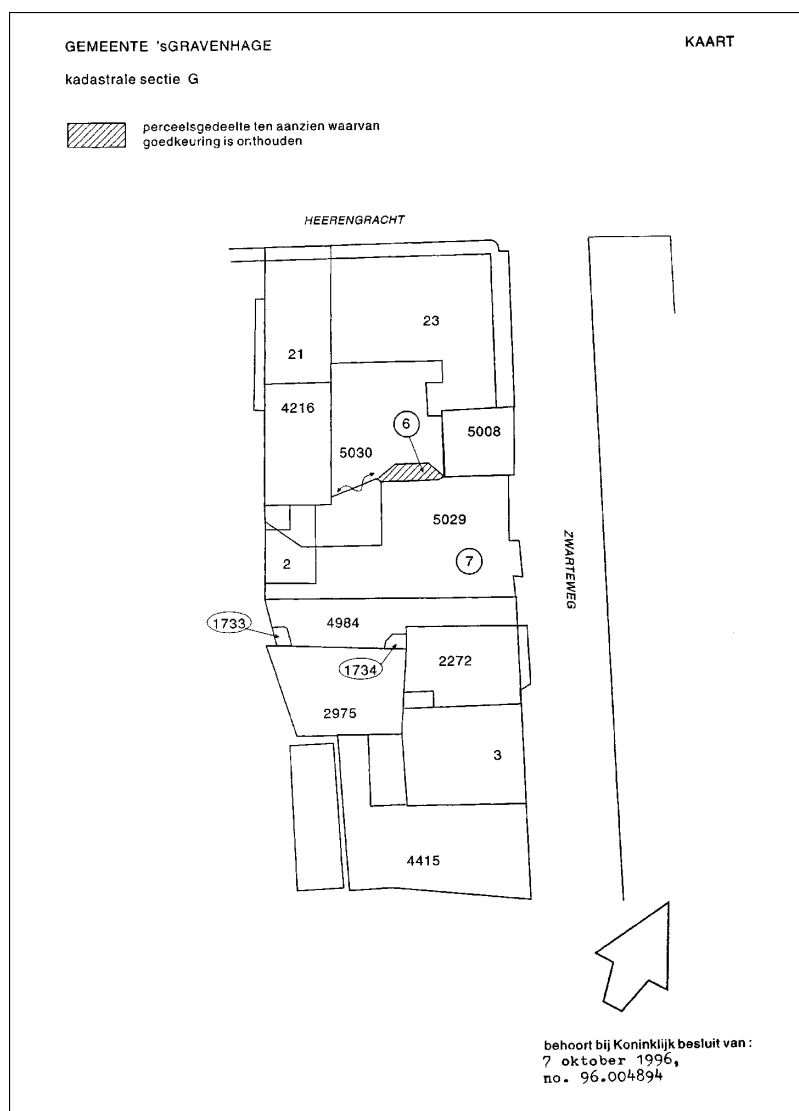 GEMEENTE 'sGRAVENHAGE
KAART
kadastrale sectie G
perceelsgedeelte ten aanzien waarvan
goedkeuring is onthouden
HEERENGRACHT
23
21
4216
6
5008
5030
5029
ZWARTEWEG
2
7
1733
4984
1734
2272
2975
3
4415
behoort bij Koninklijk besluit van :
7 oktober 1996,
no. 96.004894